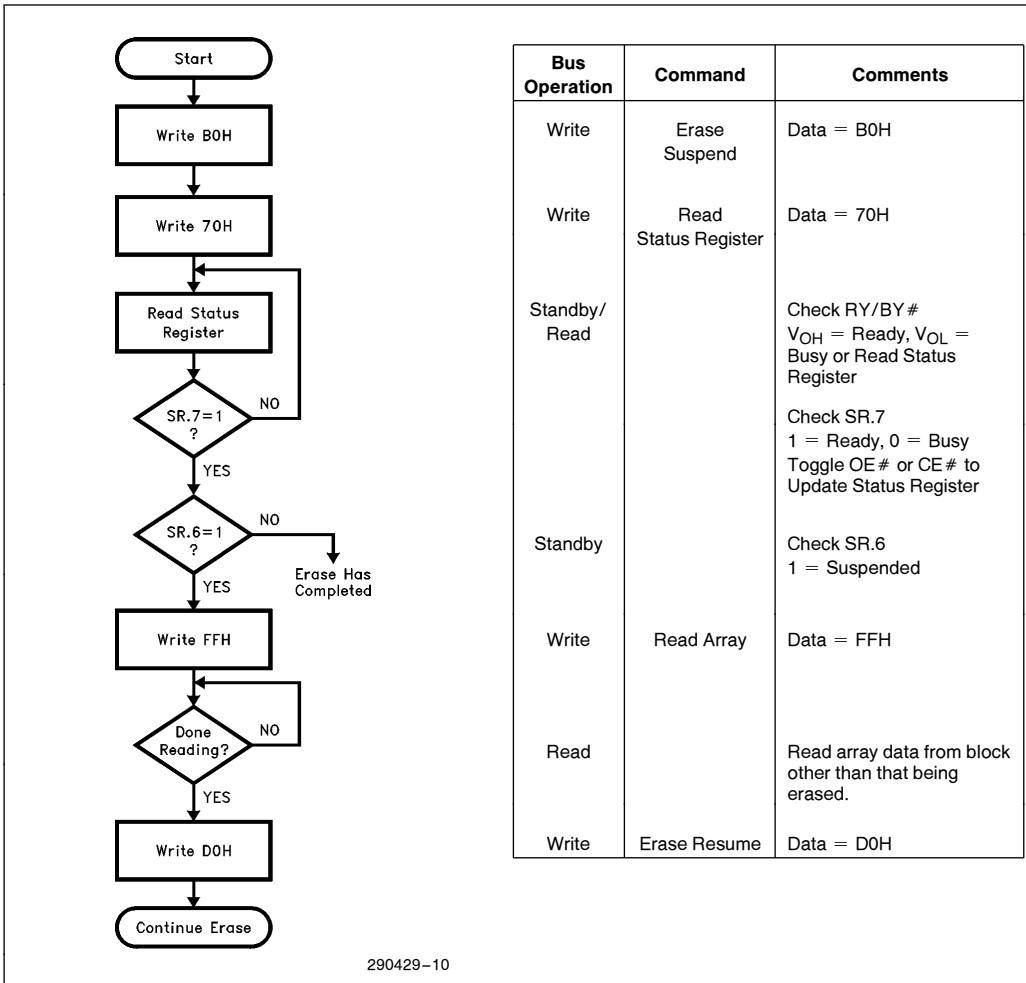 Start
Write B0H
Write 70H
Read Status
Register
SR.7=1
?
NO
YES
SR.6=1
?
NO
Erase Has
Completed
YES
Write FFH
Done
Reading?
NO
YES
Write D0H
Continue Erase
Bus
Operation
Command
Comments
Write
Erase
Suspend
Data = B0H
Write
Read
Status Register
Data = 70H
Standby/
Read
Check RY/BY#
VOH = Ready, VOL =
Busy or Read Status
Register
Check SR.7
1 = Ready, 0 = Busy
Toggle OE# or CE# to
Update Status Register
Standby
Check SR.6
1 = Suspended
Write
Read Array
Data = FFH
Read
Read array data from block
other than that being
erased.
Write
Erase Resume
Data = D0H
290429–10